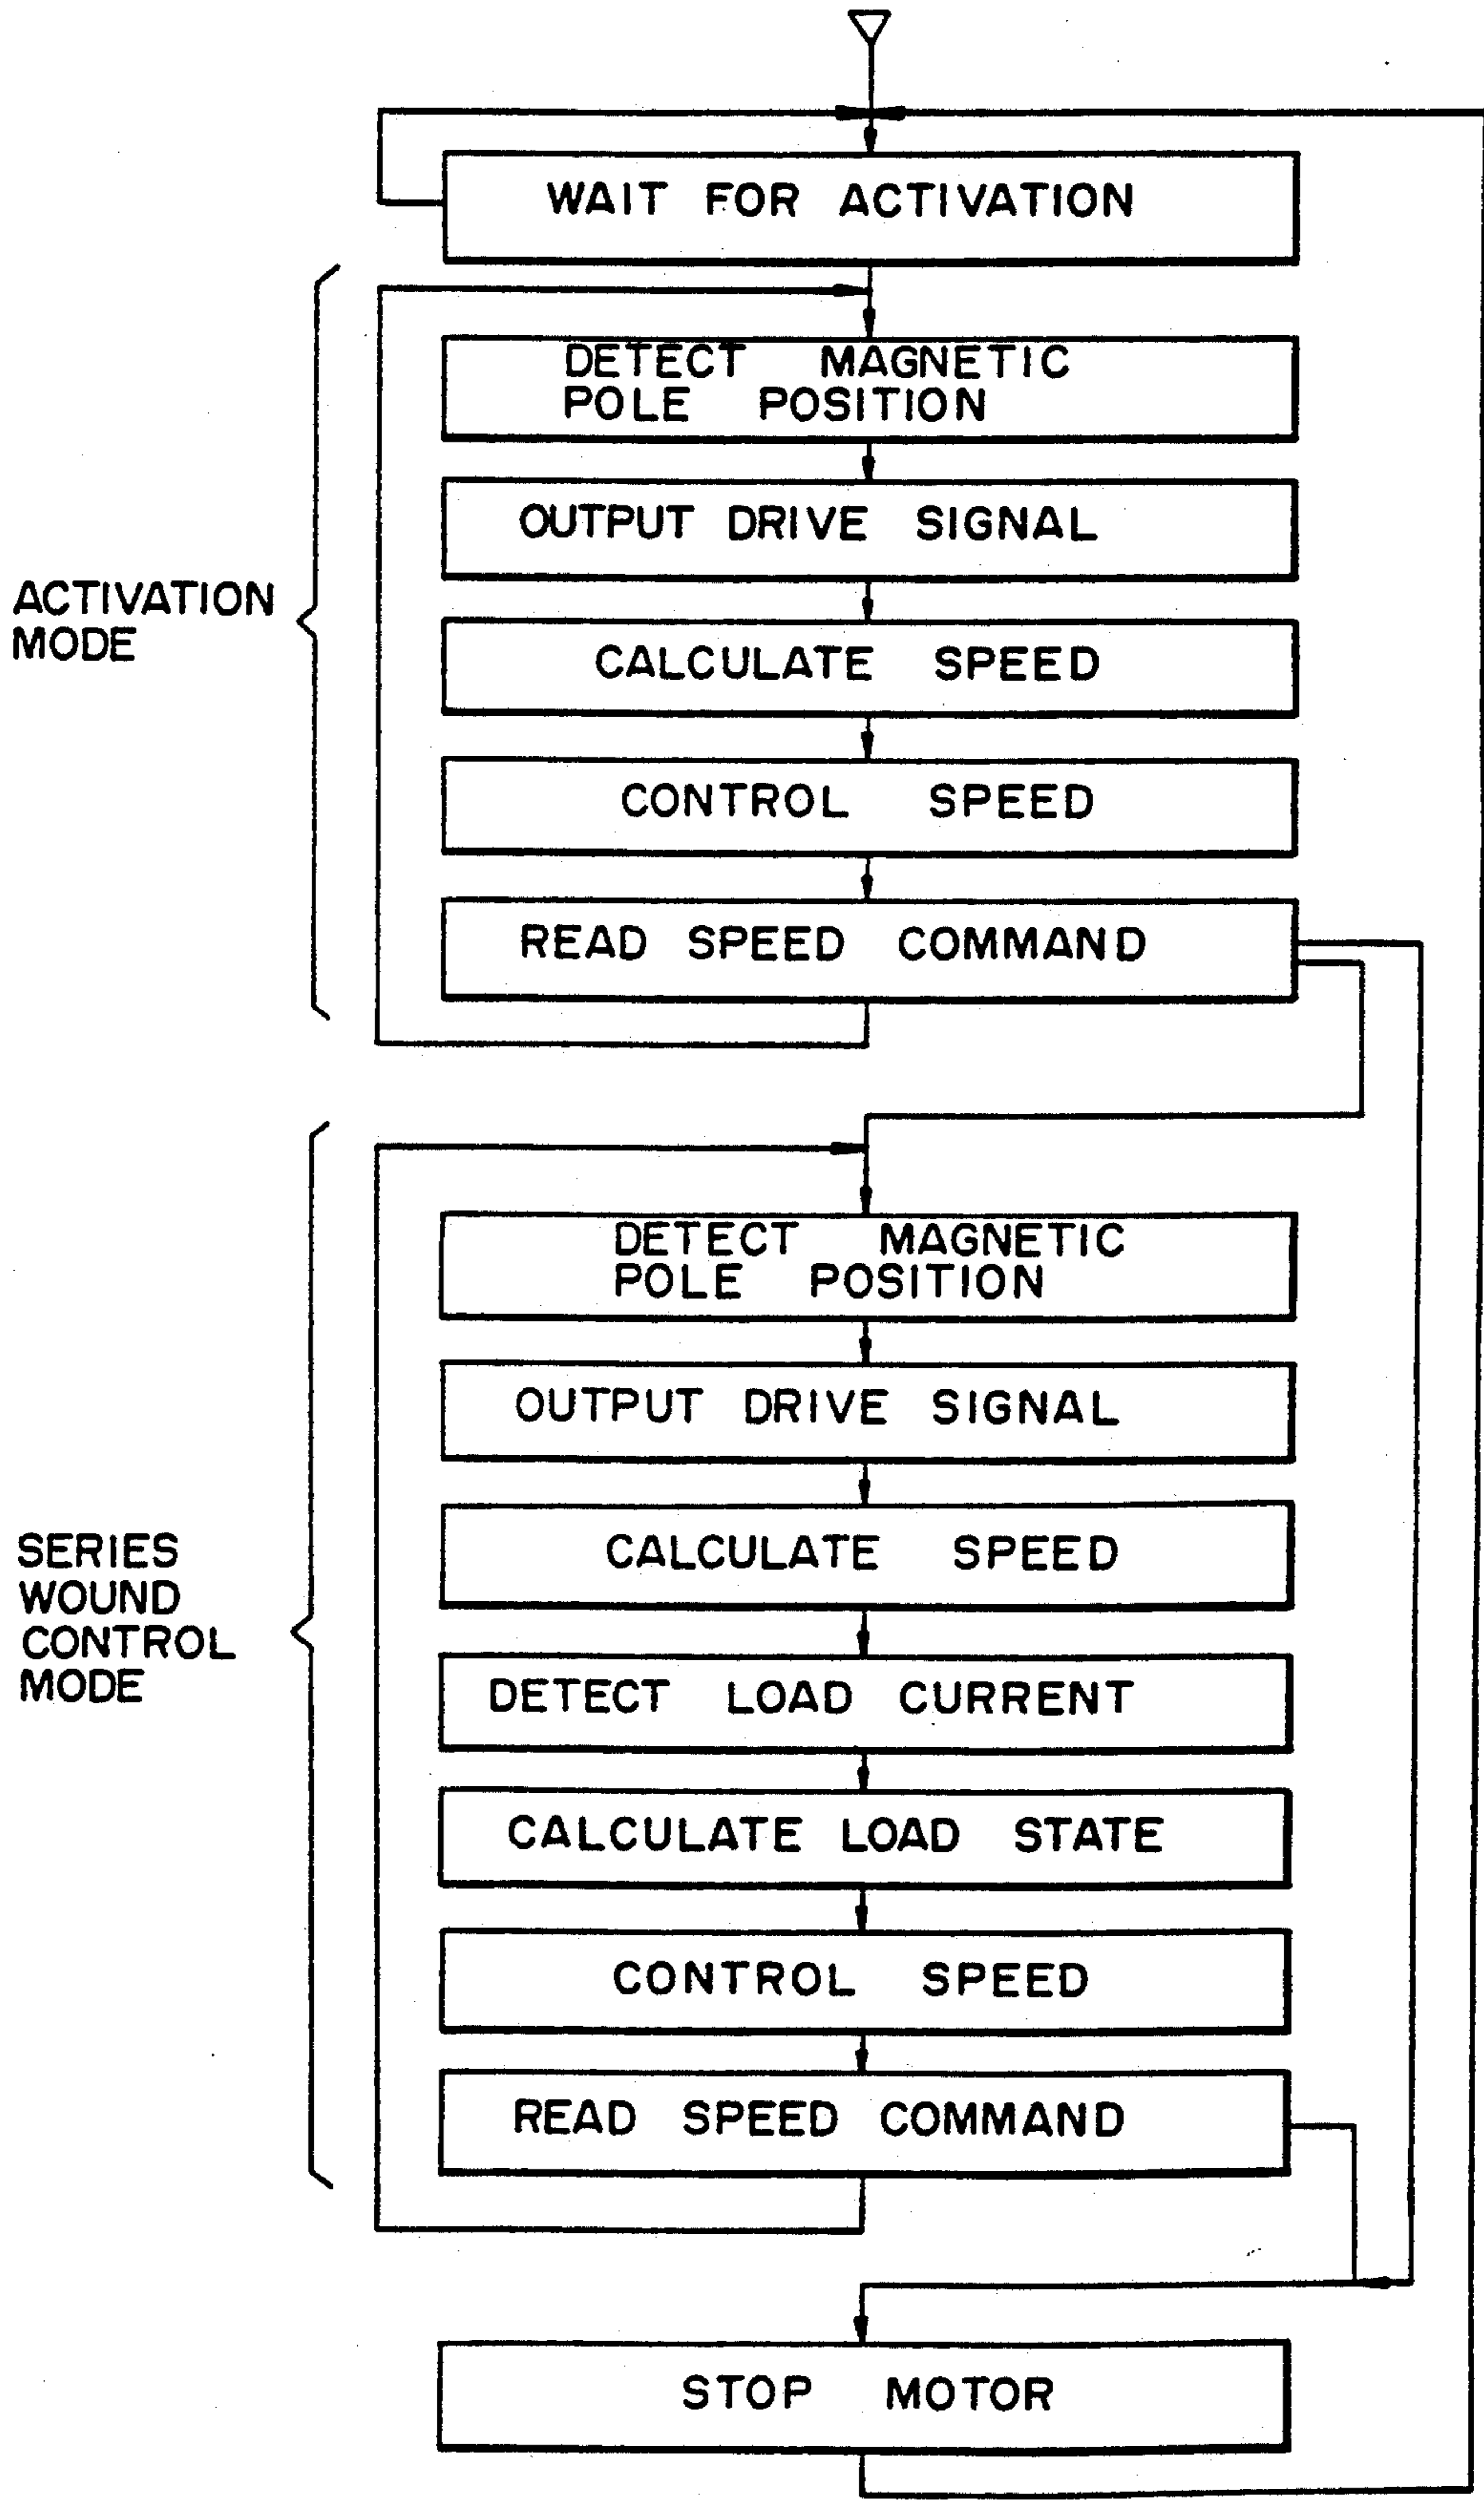 WAIT FOR ACTIVATION
DETECT MAGNETIC
POLE POSITION
OUTPUT DRIVE SIGNAL
CALCULATE SPEED
CONTROL SPEED
READ SPEED COMMAND
ACTIVATION
MODE
DETECT MAGNETIC
POLE POSITION
OUTPUT DRIVE SIGNAL
CALCULATE SPEED
DETECT LOAD CURRENT
CALCULATE LOAD STATE
CONTROL SPEED
READ SPEED COMMAND
SERIES
WOUND
CONTROL
MODE
STOP MOTOR